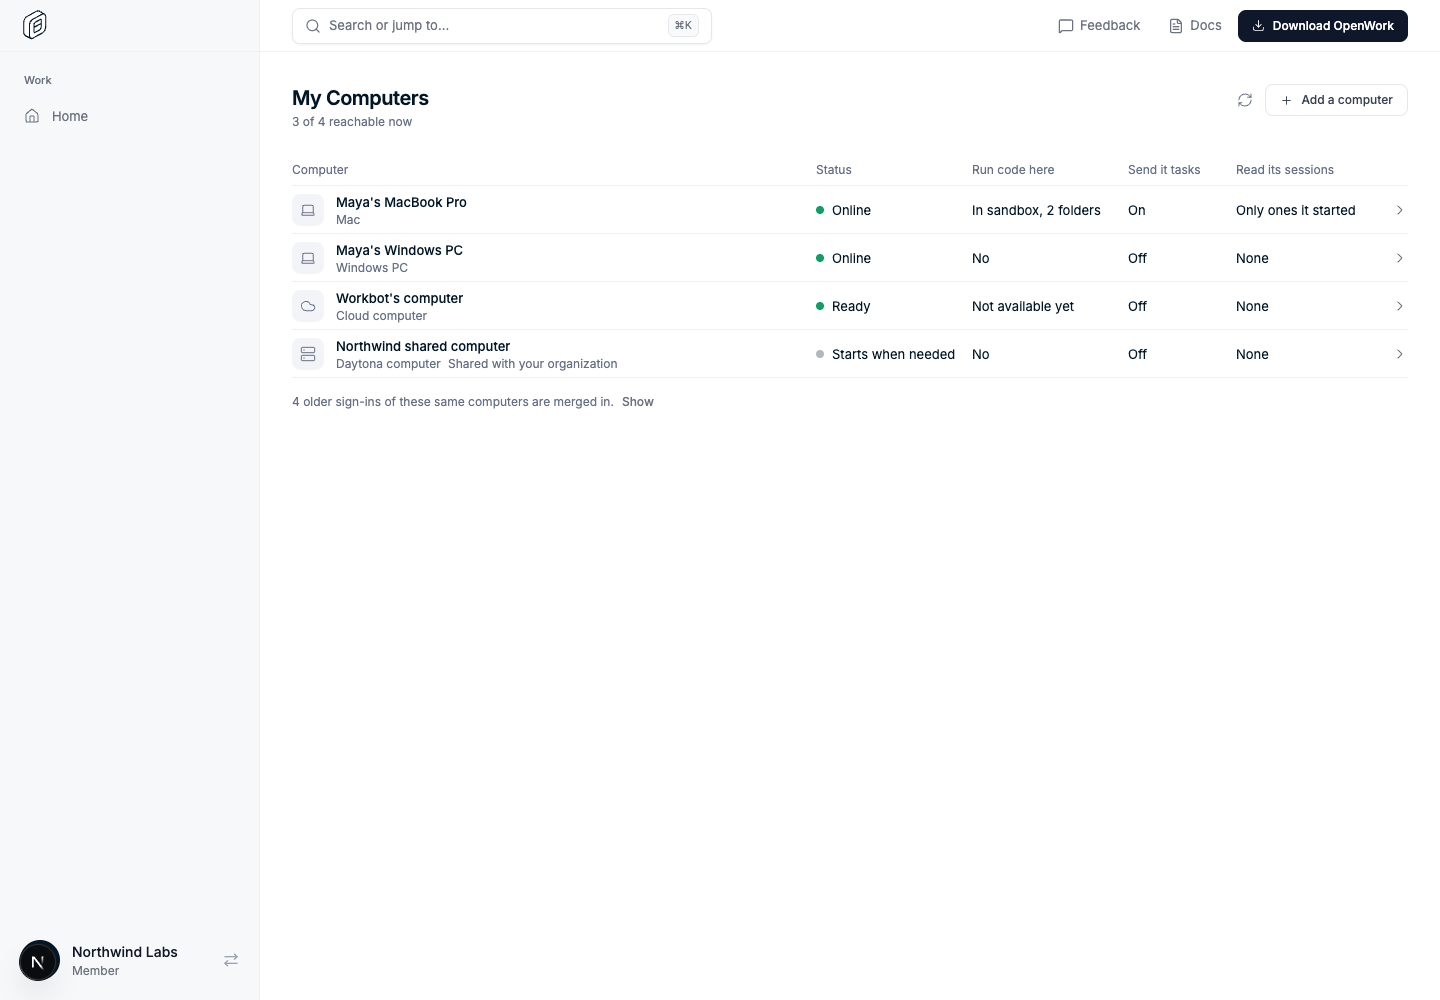 Search or jump to...
⌘K
Feedback
Docs
Download OpenWork
Work
Home
My Computers
3 of 4 reachable now
Add a computer
Computer Status Run code here Send it tasks Read its sessions
Maya's MacBook Pro
Mac
Online In sandbox, 2 folders On Only ones it started
Maya's Windows PC
Windows PC
Online No Off None
Workbot's computer
Cloud computer
Ready Not available yet Off None
Northwind shared computer
Daytona computer Shared with your organization
Starts when needed No Off None
4 older sign-ins of these same computers are merged in. Show
N
Northwind Labs
Member